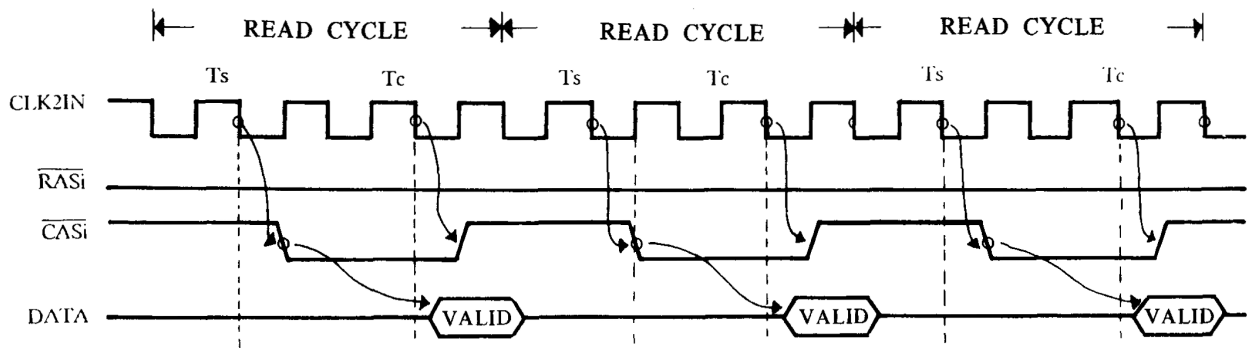 READ CYCLE READ CYCLE READ CYCLE
Ts Tc Ts Tc Ts Tc
CLK2IN
RASi
CASi
DATA VALID VALID VALID